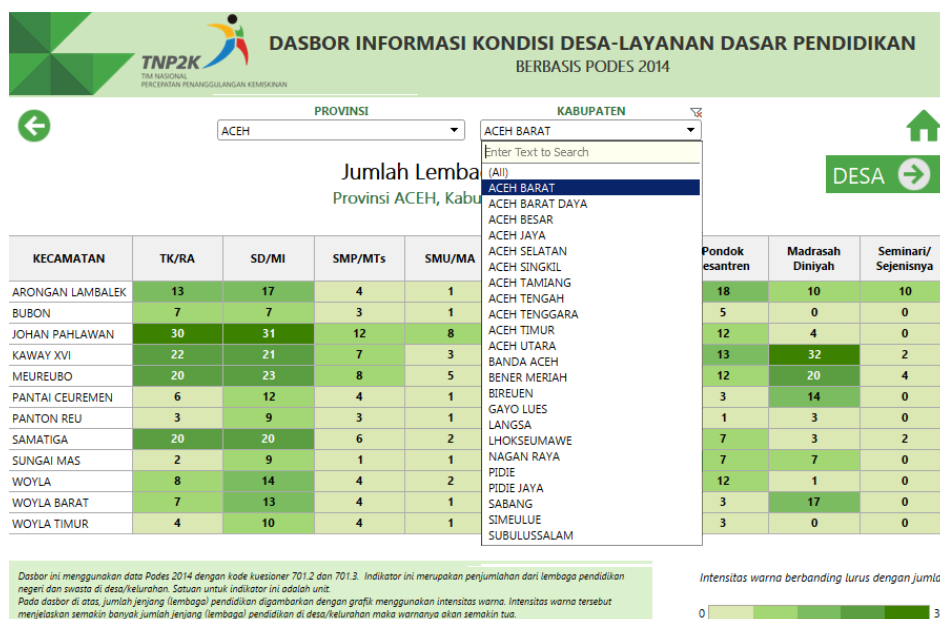 DASBOR INFORMASI KONDISI DESA-LAYANAN DASAR PENDIDIKAN
BERBASIS PODES 2014
TNP2K
TIM NASIONAL
PERCEPATAN PENANGGULANGAN KEMISKINAN
PROVINSI KABUPATEN
ACEH ACEH BARAT
Enter Text to Search
(All)
ACEH BARAT
ACEH BARAT DAYA
ACEH BESAR
ACEH JAYA
ACEH SELATAN
ACEH SINGKIL
ACEH TAMIANG
ACEH TENGAH
ACEH TENGGARA
ACEH TIMUR
ACEH UTARA
BANDA ACEH
BENER MERIAH
BIREUEN
GAYO LUES
LANGSA
LHOKSEUMAWE
NAGAN RAYA
PIDIE
PIDIE JAYA
SABANG
SIMEULUE
SUBULUSSALAM
Jumlah Lemba
Provinsi ACEH, Kabu
DESA
KECAMATAN TK/RA SD/MI SMP/MTs SMU/MA Pondok esantren Madrasah Diniyah Seminari/ Sejenisnya
ARONGAN LAMBALEK 13 17 4 1 18 10 10
BUBON 7 7 3 1 5 0 0
JOHAN PAHLAWAN 30 31 12 8 12 4 0
KAWAY XVI 22 21 7 3 13 32 2
MEUREUBO 20 23 8 5 12 20 4
PANTAI CEUREMEN 6 12 4 1 3 14 0
PANTON REU 3 9 3 1 1 3 0
SAMATIGA 20 20 6 2 7 3 2
SUNGAI MAS 2 9 1 1 7 7 0
WOYLA 8 14 4 2 12 1 0
WOYLA BARAT 7 13 4 1 3 17 0
WOYLA TIMUR 4 10 4 1 3 0 0
Dasbor ini menggunakan data Podes 2014 dengan kode kuesioner 701.2 dan 701.3. Indikator ini merupakan penjumlahan dari lembaga pendidikan
negeri dan swasta di desa/kelurahan. Satuan untuk indikator ini adalah unit.
Pada dasbor di atas, jumlah jenjang (lembaga) pendidikan digambarkan dengan grafik menggunakan intensitas warna. Intensitas warna tersebut
menjelaskan semakin banyak jumlah jenjang (lembaga) pendidikan di desa/kelurahan maka warnanya akan semakin tua.
Intensitas warna berbanding lurus dengan jumla
0 3